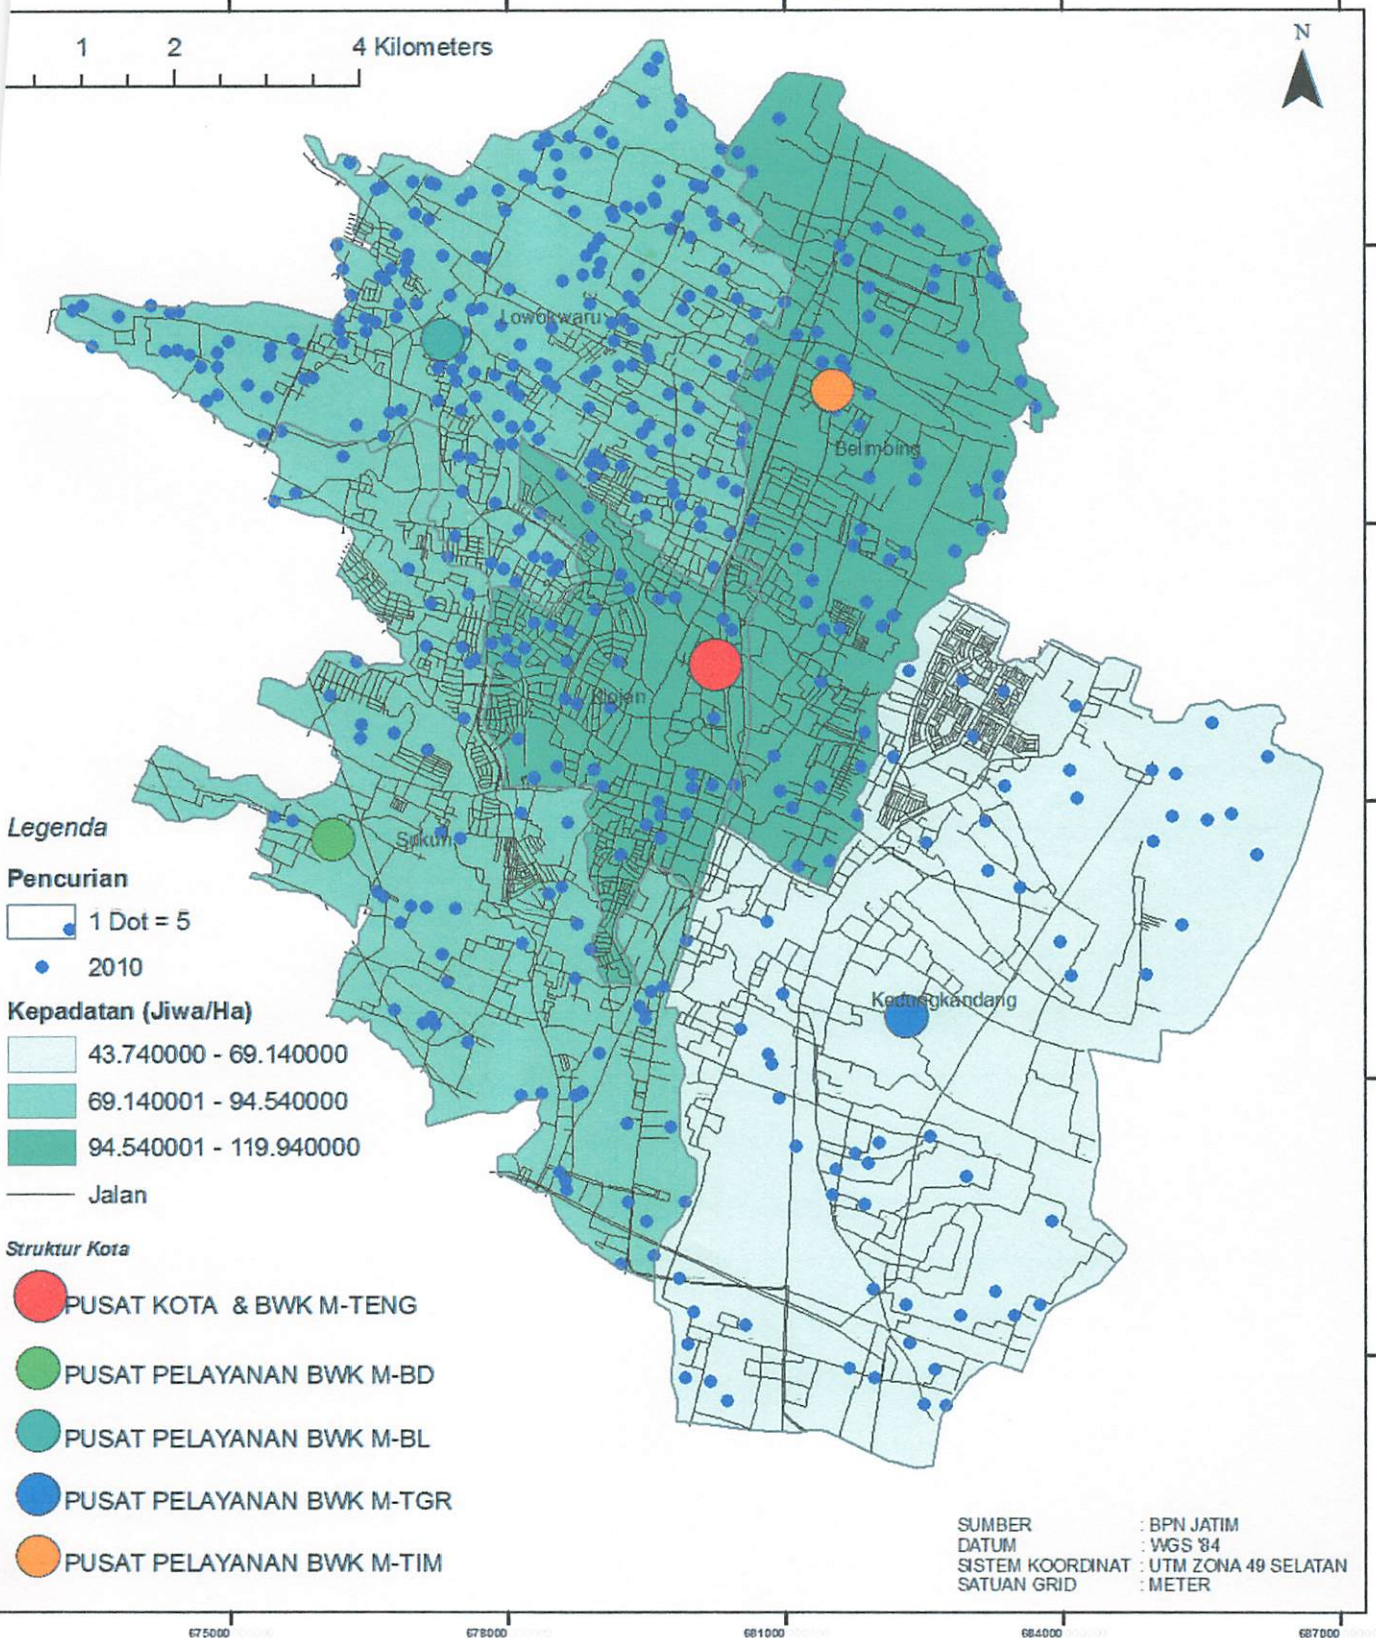 1 2 4 Kilometers
N
Lowokwaru
Belimbing
Klojan
Sukun
Kedungkandang
Legenda
Pencurian
1 Dot = 5
2010
Kepadatan (Jiwa/Ha)
43.740000 - 69.140000
69.140001 - 94.540000
94.540001 - 119.940000
Jalan
Struktur Kota
PUSAT KOTA & BWK M-TENG
PUSAT PELAYANAN BWK M-BD
PUSAT PELAYANAN BWK M-BL
PUSAT PELAYANAN BWK M-TGR
PUSAT PELAYANAN BWK M-TIM
SUMBER : BPN JATIM
DATUM : WGS '84
SISTEM KOORDINAT : UTM ZONA 49 SELATAN
SATUAN GRID : METER
675000 678000 681000 684000 687000